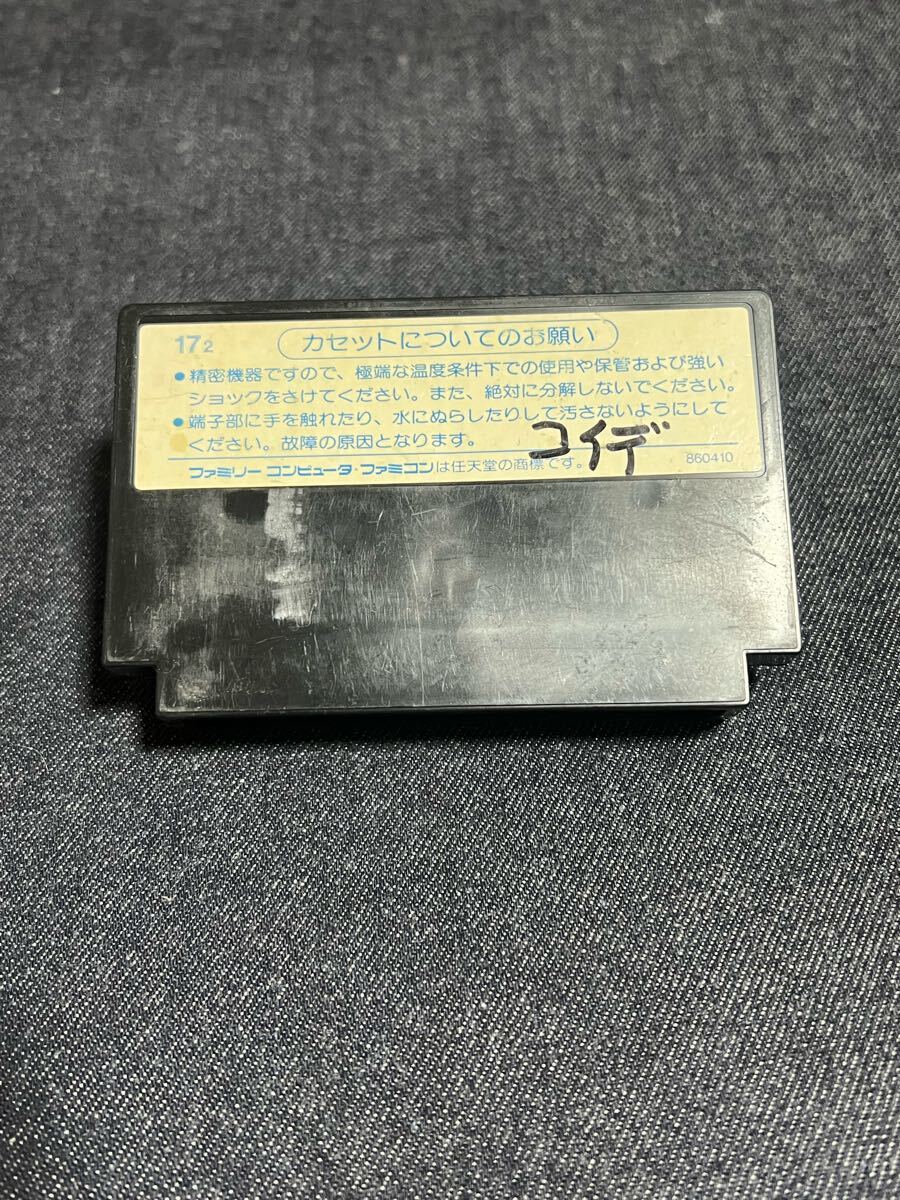 17₂
カセットについてのお願い
●精密機器ですので、極端な温度条件下での使用や保管および強い
ショックをさけてください。また、絶対に分解しないでください。
●端子部に手を触れたり、水にぬらしたりして汚さないようにして
ください。故障の原因となります。
コイデ
ファミリー コンピュータ・ファミコンは任天堂の商標です。
860410